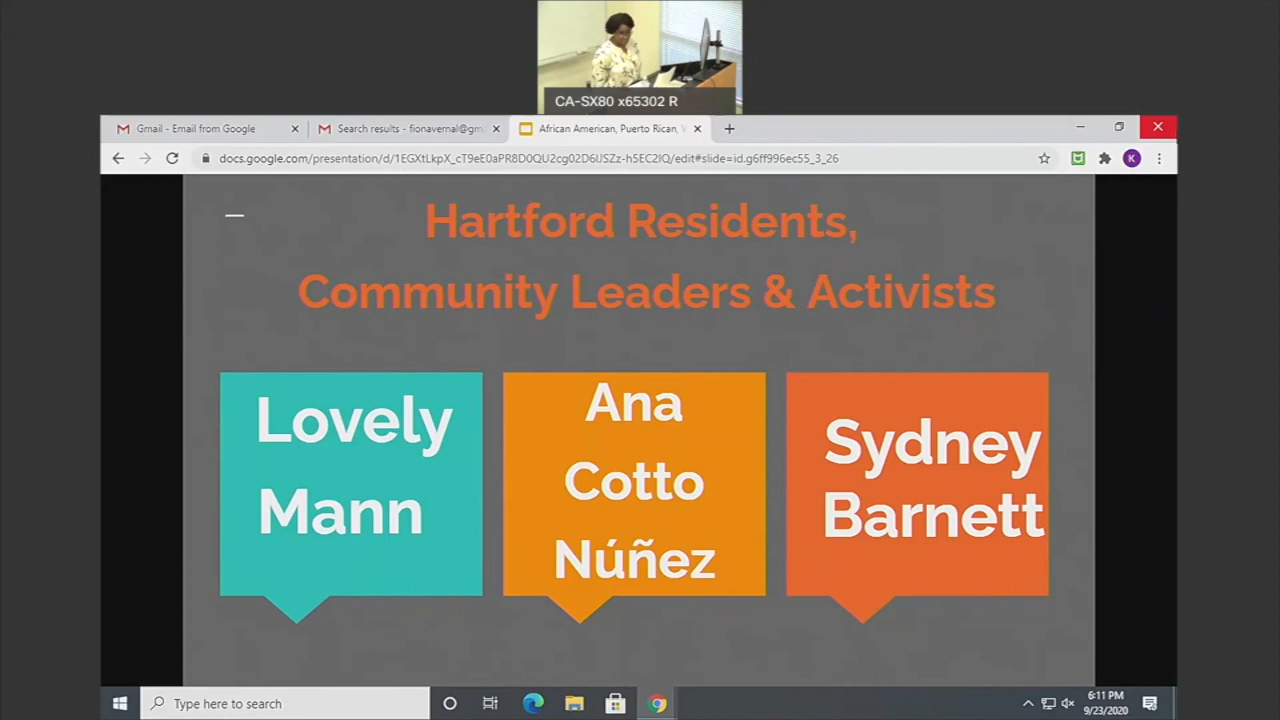 CA-SX80 x65302 R
Gmail - Email from Google
Search results - fionavernal@gm
African American, Puerto Rican,
docs.google.com/presentation/d/1EGXtLkpX_cT9eE0aPR8D0QU2cg02D6lJSZz-h5EC2IQ/edit#slide=id.g6ff996ec55_3_26
K
Hartford Residents,
Community Leaders & Activists
Lovely
Mann
Ana
Cotto
Núñez
Sydney
Barnett
Type here to search
6:11 PM
9/23/2020